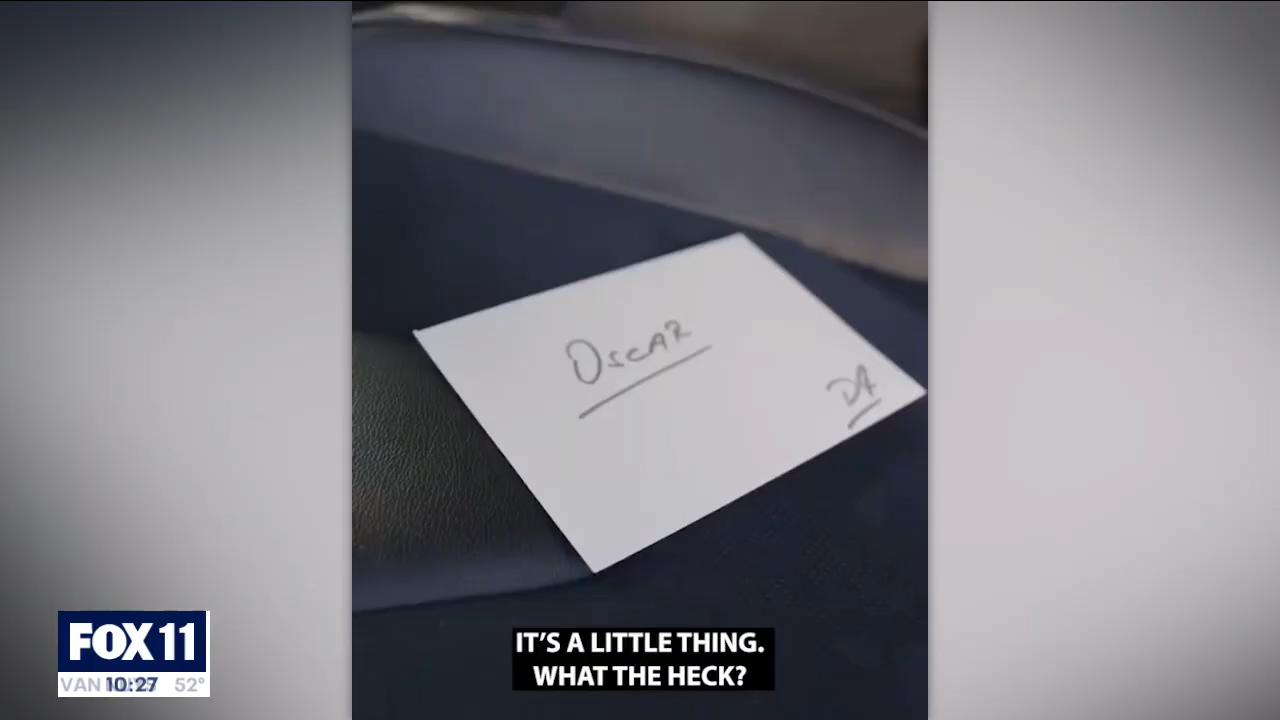 OSCAR
DA
IT'S A LITTLE THING.
WHAT THE HECK?
FOX 11
10:27 52°